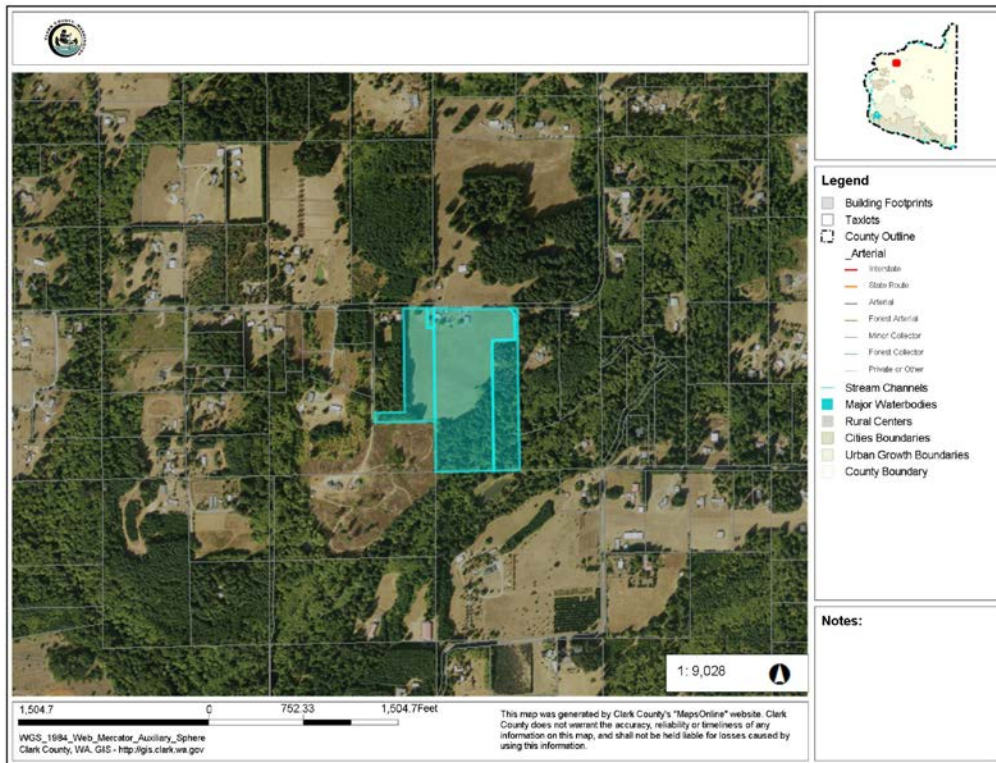 Legend
Building Footprints
Taxlots
County Outline
_Arterial
Interstate
State Route
Arterial
Forest Arterial
Minor Collector
Forest Collector
Private or Other
Stream Channels
Major Waterbodies
Rural Centers
Cities Boundaries
Urban Growth Boundaries
County Boundary
Notes:
1: 9,028
1,504.7 0 752.33 1,504.7Feet
WGS_1984_Web_Mercator_Auxiliary_Sphere
Clark County, WA. GIS - http://gis.clark.wa.gov
This map was generated by Clark County's "MapsOnline" website. Clark
County does not warrant the accuracy, reliability or timeliness of any
information on this map, and shall not be held liable for losses caused by
using this information.